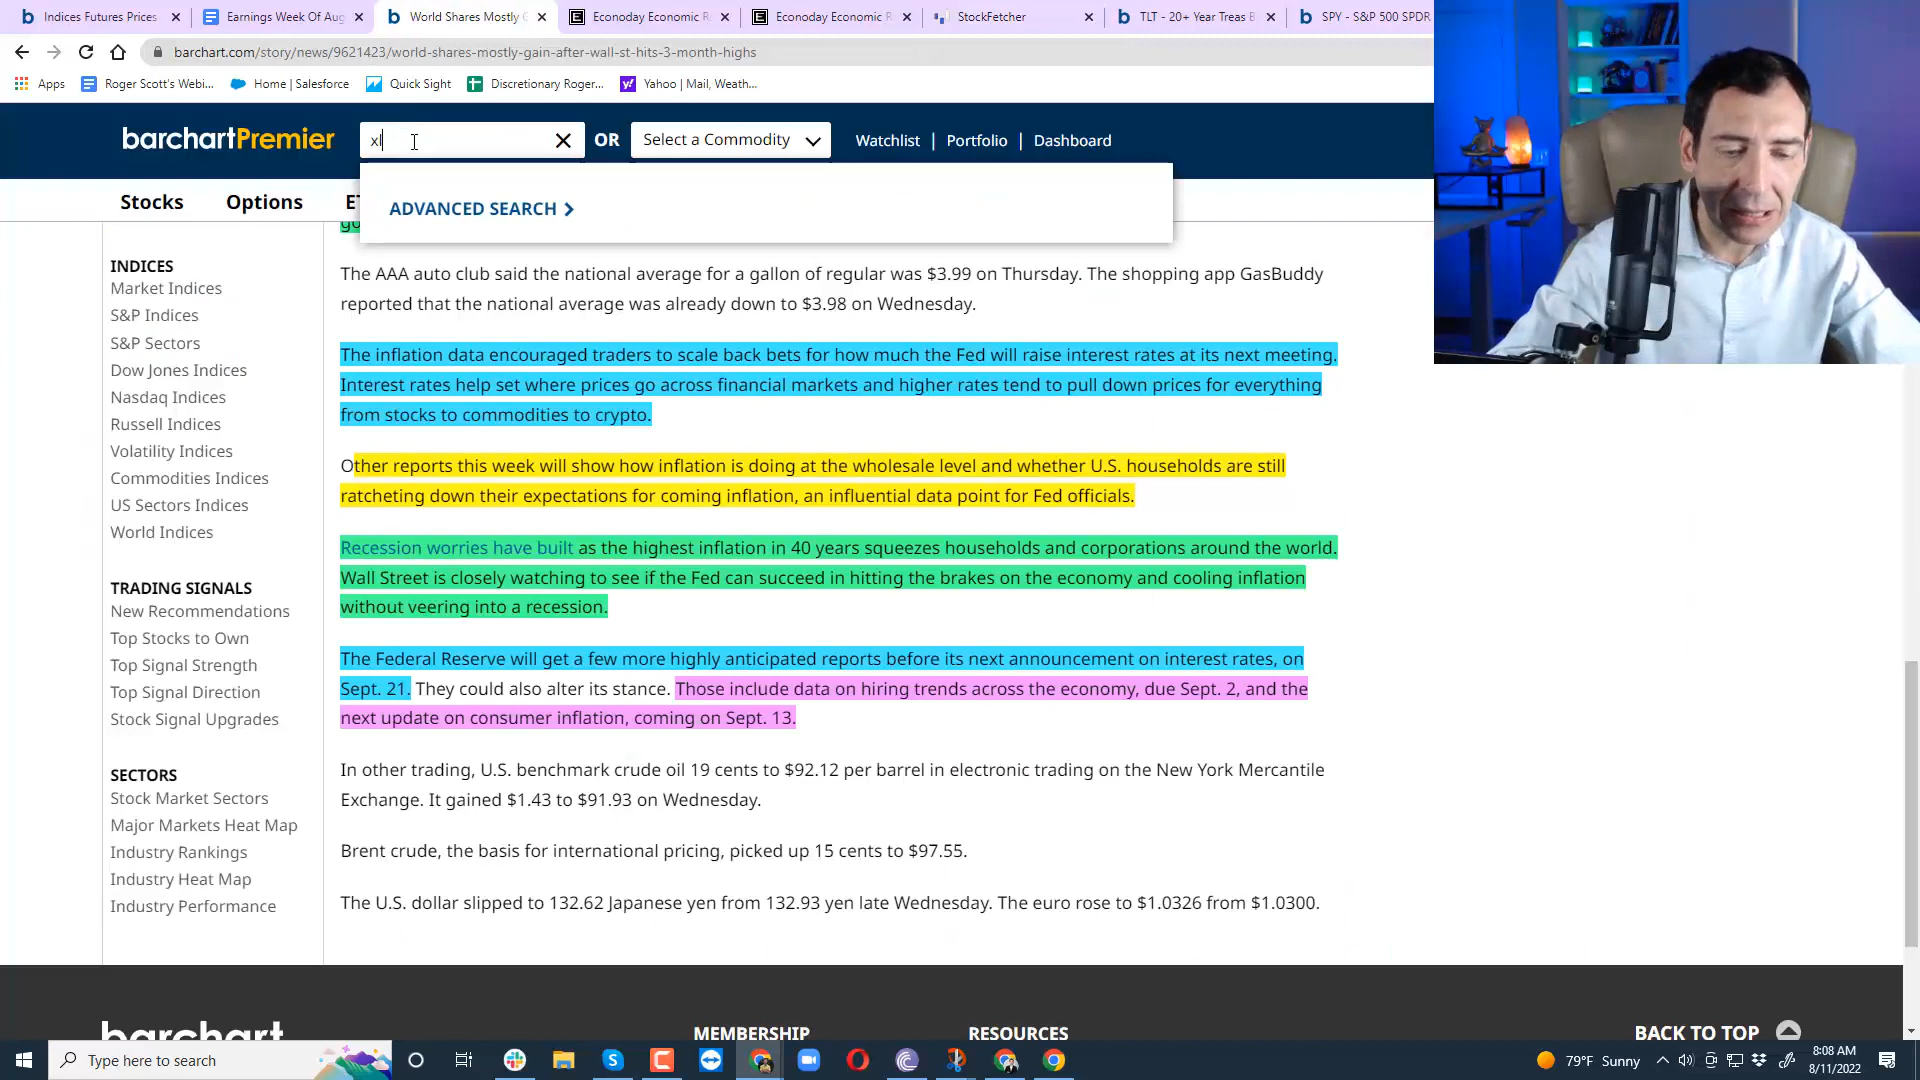 Indices Futures Prices
Earnings Week Of Aug
World Shares Mostly G
Econoday Economic R
Econoday Economic R
StockFetcher
TLT - 20+ Year Treas B
SPY - S&P 500 SPDR
barchart.com/story/news/9621423/world-shares-mostly-gain-after-wall-st-hits-3-month-highs
Apps
Roger Scott's Webi...
Home | Salesforce
Quick Sight
Discretionary Roger...
Yahoo | Mail, Weath...
barchartPremier
xl
OR
Select a Commodity
Watchlist | Portfolio | Dashboard
ADVANCED SEARCH
Stocks
Options
INDICES
Market Indices
S&P Indices
S&P Sectors
Dow Jones Indices
Nasdaq Indices
Russell Indices
Volatility Indices
Commodities Indices
US Sectors Indices
World Indices
TRADING SIGNALS
New Recommendations
Top Stocks to Own
Top Signal Strength
Top Signal Direction
Stock Signal Upgrades
SECTORS
Stock Market Sectors
Major Markets Heat Map
Industry Rankings
Industry Heat Map
Industry Performance
The AAA auto club said the national average for a gallon of regular was $3.99 on Thursday. The shopping app GasBuddy
reported that the national average was already down to $3.98 on Wednesday.
The inflation data encouraged traders to scale back bets for how much the Fed will raise interest rates at its next meeting.
Interest rates help set where prices go across financial markets and higher rates tend to pull down prices for everything
from stocks to commodities to crypto.
Other reports this week will show how inflation is doing at the wholesale level and whether U.S. households are still
ratcheting down their expectations for coming inflation, an influential data point for Fed officials.
Recession worries have built as the highest inflation in 40 years squeezes households and corporations around the world.
Wall Street is closely watching to see if the Fed can succeed in hitting the brakes on the economy and cooling inflation
without veering into a recession.
The Federal Reserve will get a few more highly anticipated reports before its next announcement on interest rates, on
Sept. 21. They could also alter its stance. Those include data on hiring trends across the economy, due Sept. 2, and the
next update on consumer inflation, coming on Sept. 13.
In other trading, U.S. benchmark crude oil 19 cents to $92.12 per barrel in electronic trading on the New York Mercantile
Exchange. It gained $1.43 to $91.93 on Wednesday.
Brent crude, the basis for international pricing, picked up 15 cents to $97.55.
The U.S. dollar slipped to 132.62 Japanese yen from 132.93 yen late Wednesday. The euro rose to $1.0326 from $1.0300.
barchart
MEMBERSHIP
RESOURCES
BACK TO TOP
Type here to search
79°F Sunny
8:08 AM
8/11/2022